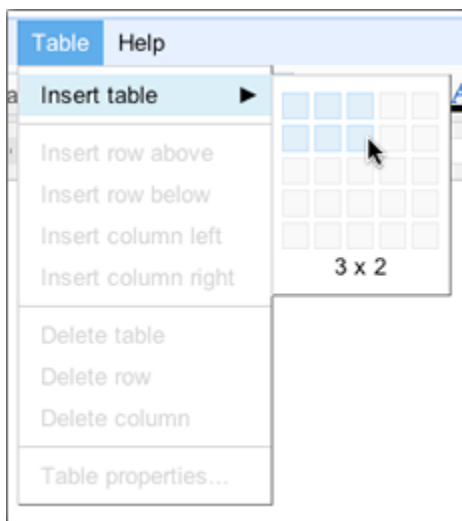 Table Help
Insert table
Insert row above
Insert row below
Insert column left
Insert column right
3 x 2
Delete table
Delete row
Delete column
Table properties...